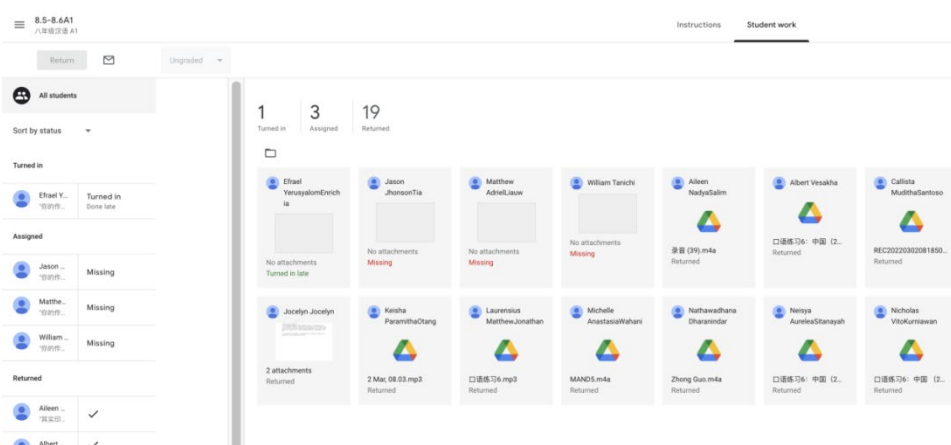 8.5-8.6A1
八年级汉语 A1
Instructions
Student work
Return
Ungraded
All students
Sort by status
Turned in
Efrael Y...
"你的作...
Turned in
Done late
Assigned
Jason ...
"你的作...
Missing
Matthe...
"你的作...
Missing
William ...
"你的作...
Missing
Returned
Aileen ...
"其实印...
Albert
1
Turned in
3
Assigned
19
Returned
Efrael
YerusyalomEnrich
ia
No attachments
Turned in late
Jason
JhonsonTia
No attachments
Missing
Matthew
AdrielLiauw
No attachments
Missing
William Tanichi
No attachments
Missing
Aileen
NadyaSalim
录音 (39).m4a
Returned
Albert Vesakha
口语练习6：中国（2...
Returned
Callista
MudithaSantoso
REC20220302081850...
Returned
Jocelyn Jocelyn
2 attachments
Returned
Keisha
ParamithaOtang
2 Mar, 08.03.mp3
Returned
Laurensius
MatthewJonathan
口语练习6.mp3
Returned
Michelle
AnastasiaWahani
MAND5.m4a
Returned
Nathawadhana
Dharanindar
Zhong Guo.m4a
Returned
Neisya
AureleaSitanayah
口语练习6：中国（2...
Returned
Nicholas
VitoKurniawan
口语练习6：中国（2...
Returned